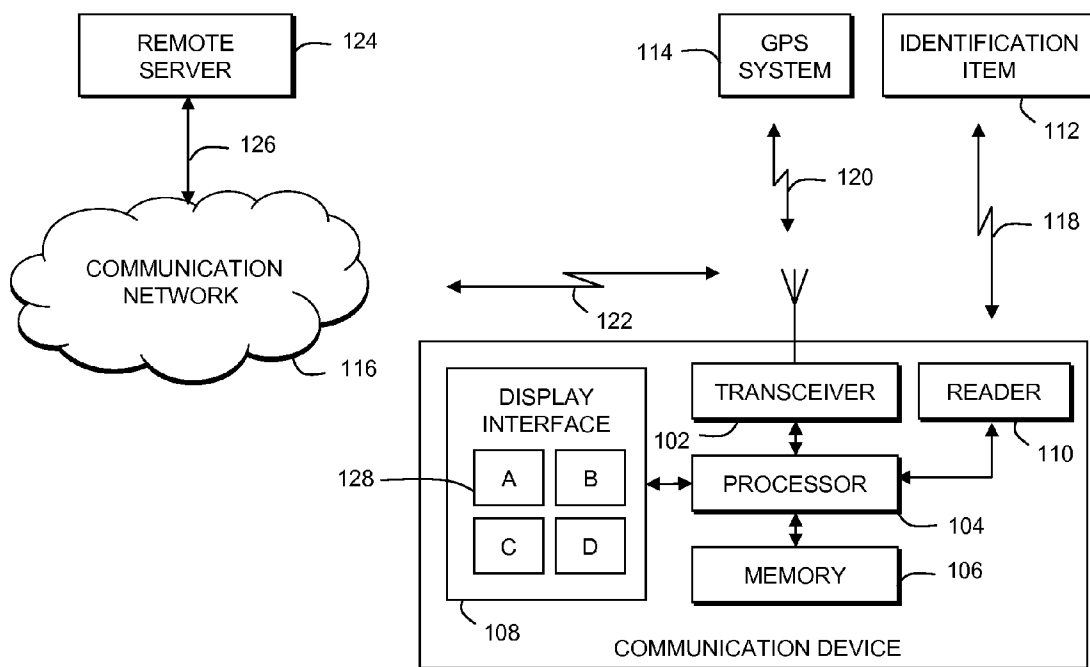 REMOTE
SERVER
124
114
GPS
SYSTEM
IDENTIFICATION
ITEM
112
126
120
118
COMMUNICATION
NETWORK
122
116
DISPLAY
INTERFACE
TRANSCEIVER
READER
102
110
128
A
B
PROCESSOR
104
C
D
MEMORY
106
108
COMMUNICATION DEVICE